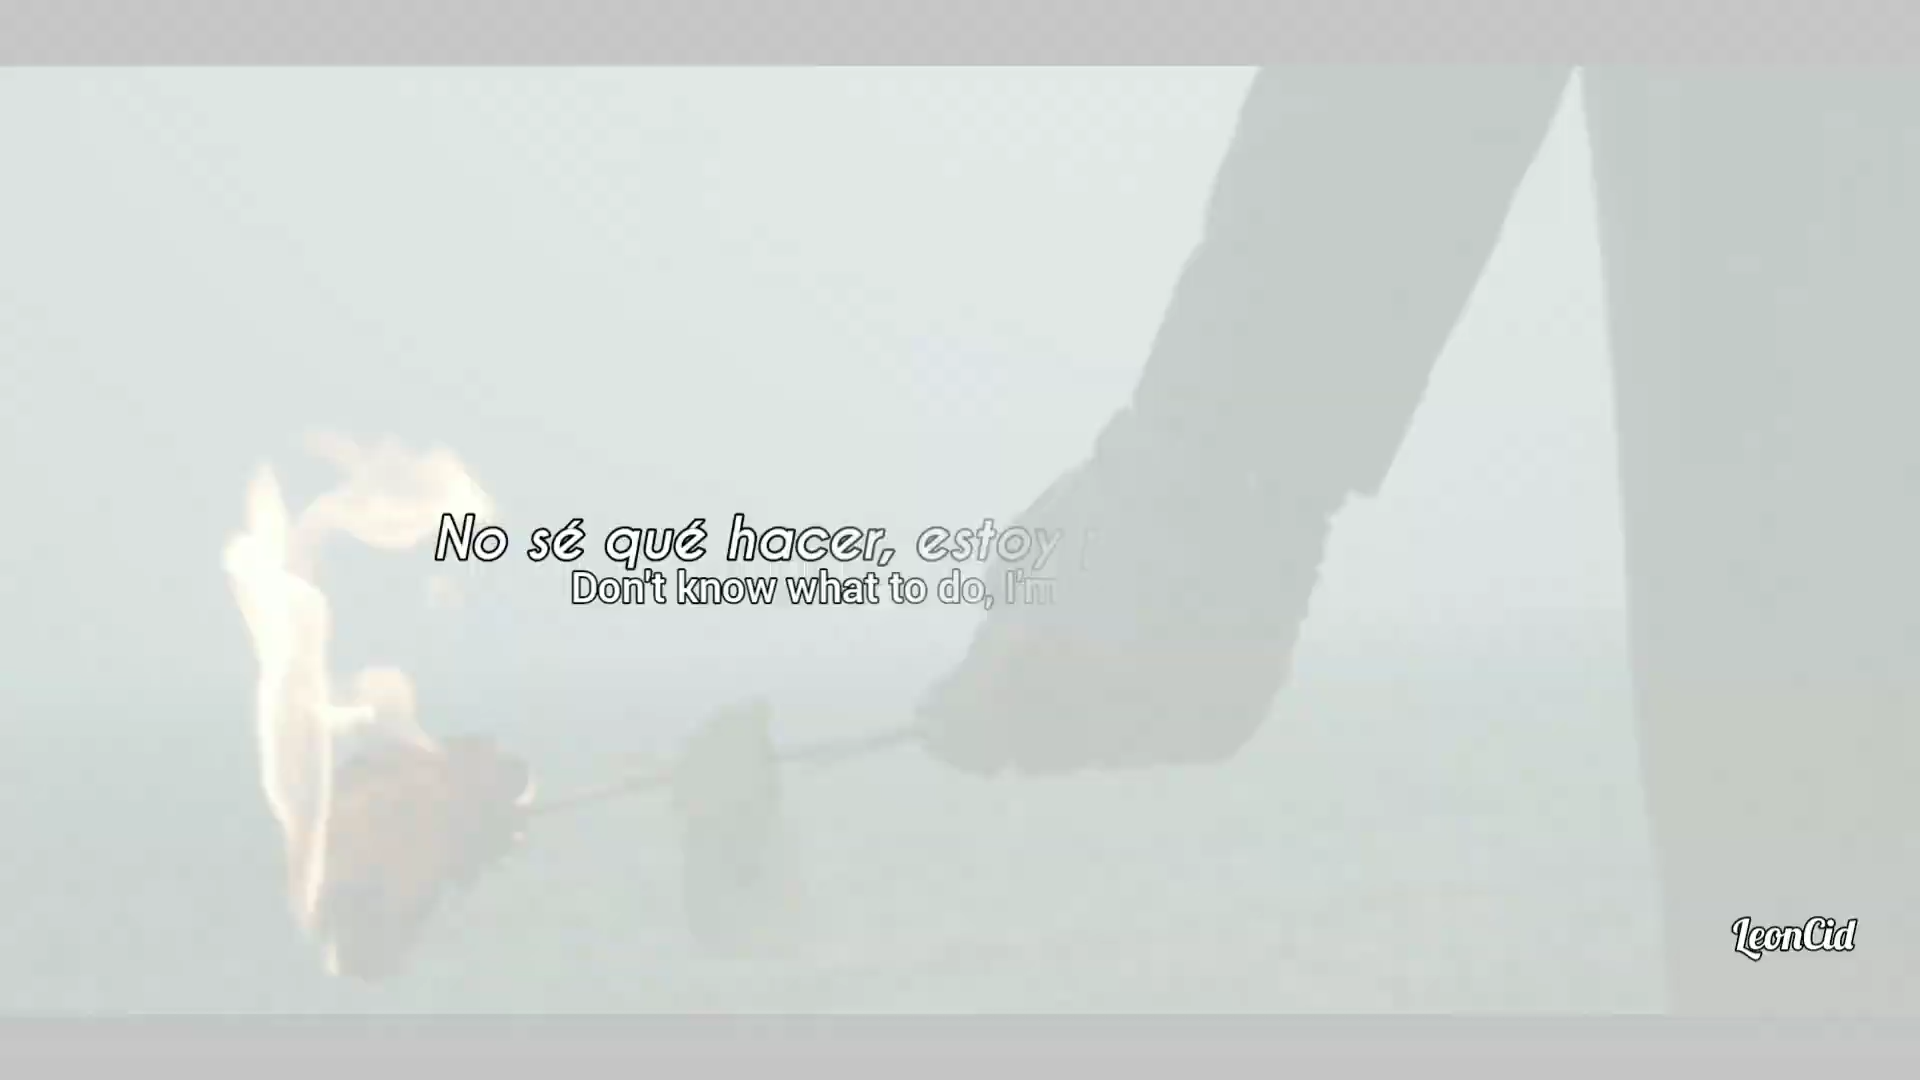 No sé qué hacer, estoy
Don't know what to do, I'm
LeonCid